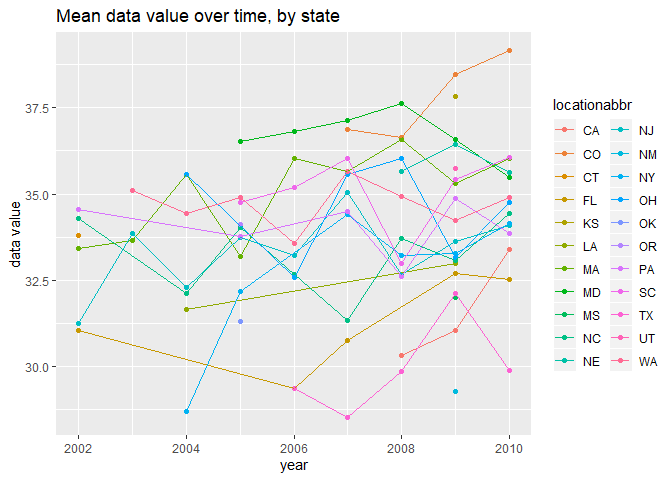 Mean data value over time, by state
data value
37.5
35.0
32.5
30.0
2002 2004 2006 2008 2010
year
locationabbr
CA NJ
CO NM
CT NY
FL OH
KS OK
LA OR
MA PA
MD SC
MS TX
NC UT
NE WA